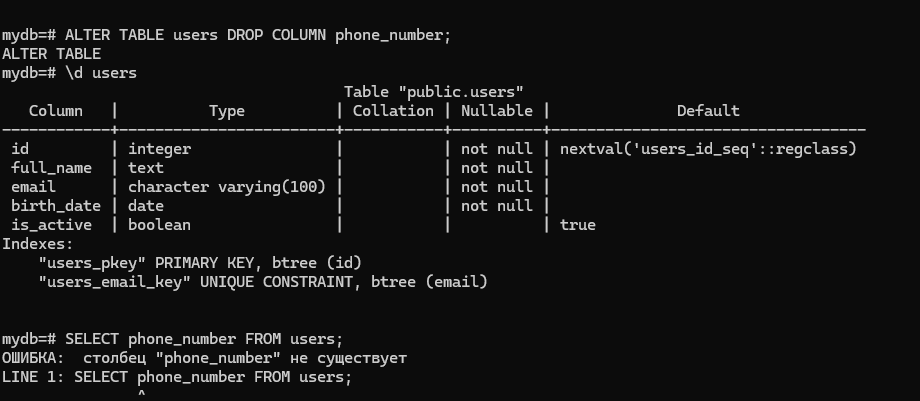 mydb=# ALTER TABLE users DROP COLUMN phone_number;
ALTER TABLE
mydb=# \d users
                                      Table "public.users"
   Column   |          Type          | Collation | Nullable |              Default
------------+------------------------+-----------+----------+-----------------------------------
 id         | integer                |           | not null | nextval('users_id_seq'::regclass)
 full_name  | text                   |           | not null |
 email      | character varying(100) |           | not null |
 birth_date | date                   |           | not null |
 is_active  | boolean                |           |          | true
Indexes:
    "users_pkey" PRIMARY KEY, btree (id)
    "users_email_key" UNIQUE CONSTRAINT, btree (email)
mydb=# SELECT phone_number FROM users;
ОШИБКА:  столбец "phone_number" не существует
LINE 1: SELECT phone_number FROM users;
               ^